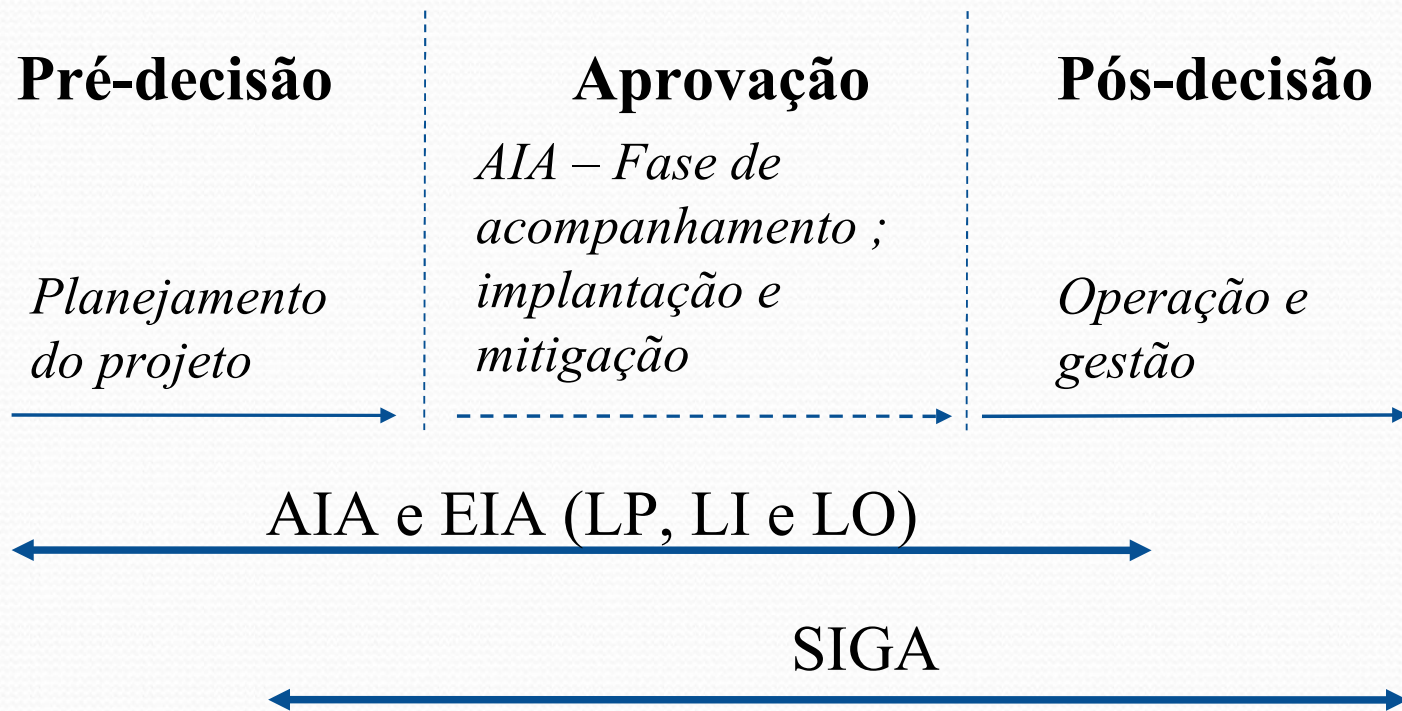 Pré-decisão
Aprovação
Pós-decisão
AIA – Fase de
acompanhamento ;
implantação e
mitigação
Planejamento
do projeto
Operação e
gestão
AIA e EIA (LP, LI e LO)
SIGA